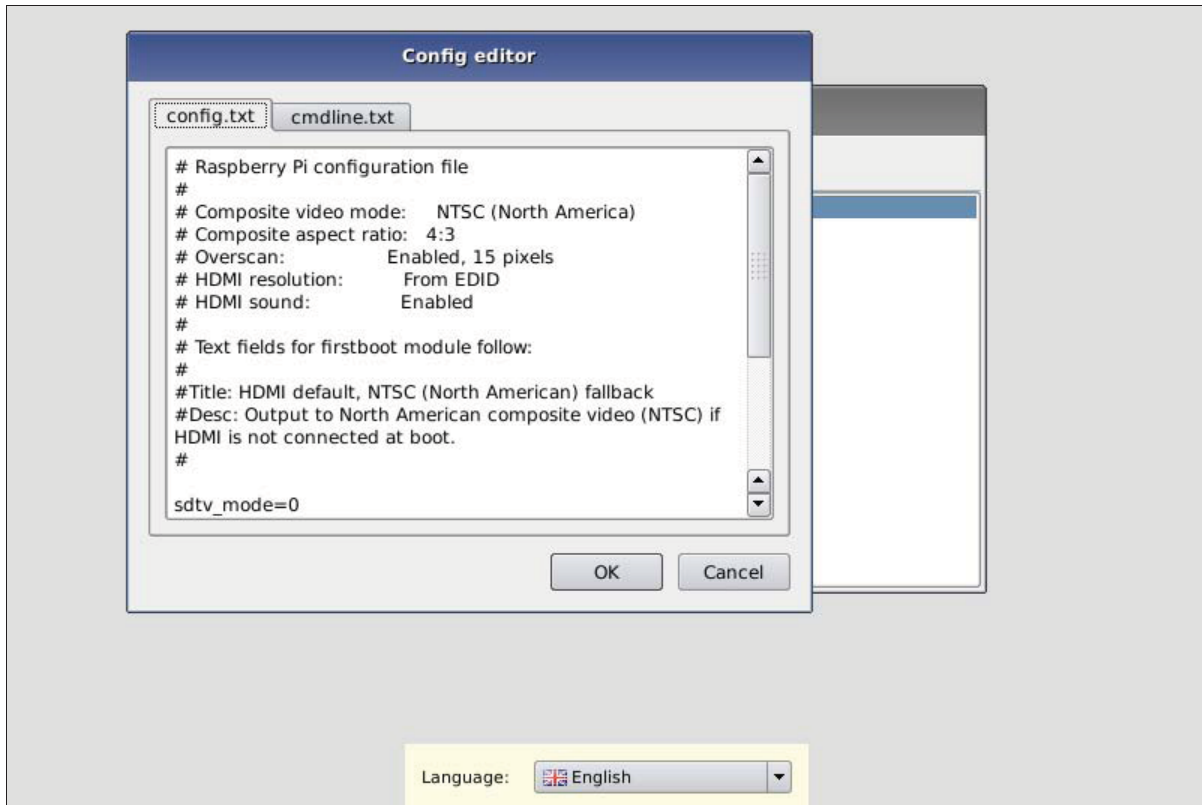 Config editor
config.txt
cmdline.txt
# Raspberry Pi configuration file
#
# Composite video mode: NTSC (North America)
# Composite aspect ratio: 4:3
# Overscan: Enabled, 15 pixels
# HDMI resolution: From EDID
# HDMI sound: Enabled
#
# Text fields for firstboot module follow:
#
#Title: HDMI default, NTSC (North American) fallback
#Desc: Output to North American composite video (NTSC) if
HDMI is not connected at boot.
#
sdtv_mode=0
OK
Cancel
Language:
English